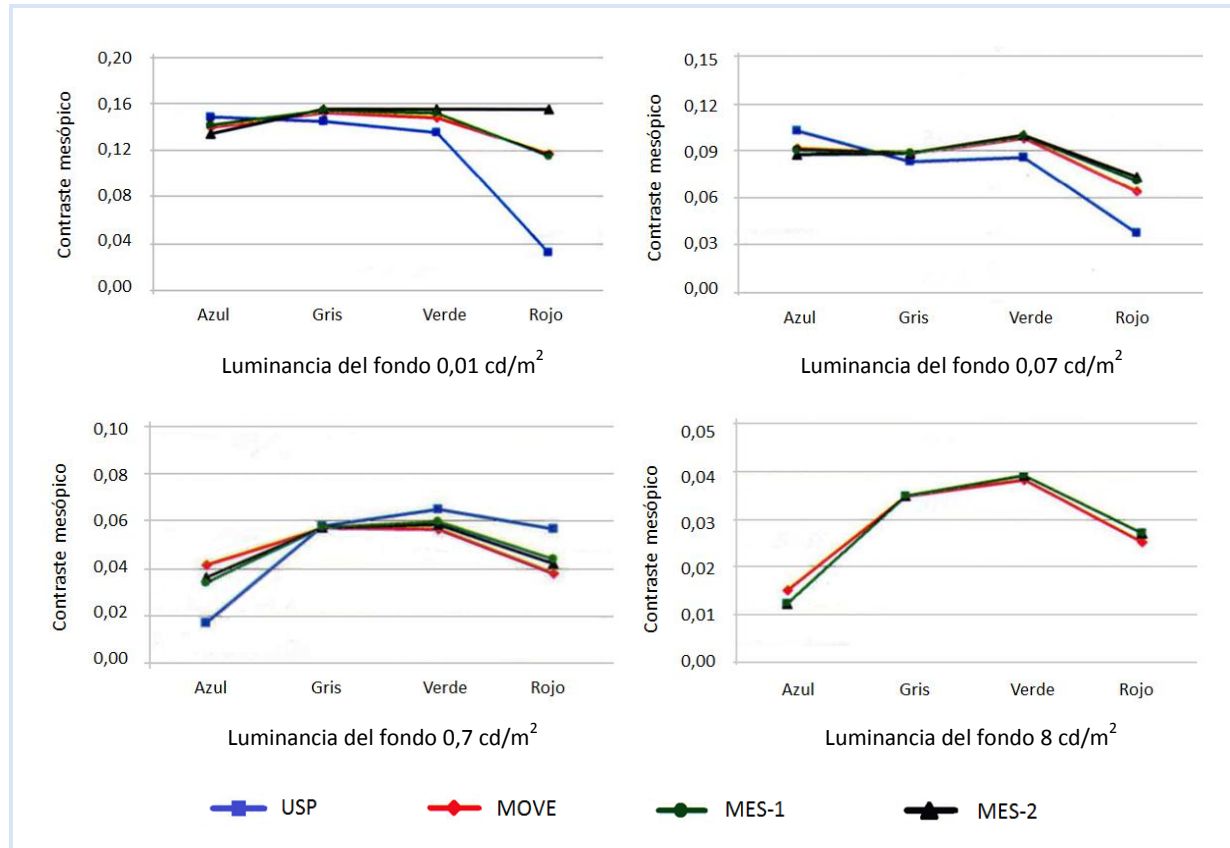 0,20
0,16
0,12
0,08
0,04
0,00
Contraste mesópico
Azul Gris Verde Rojo
Luminancia del fondo 0,01 cd/m²
0,15
0,12
0,09
0,06
0,03
0,00
Contraste mesópico
Azul Gris Verde Rojo
Luminancia del fondo 0,07 cd/m²
0,10
0,08
0,06
0,04
0,02
0,00
Contraste mesópico
Azul Gris Verde Rojo
Luminancia del fondo 0,7 cd/m²
0,05
0,04
0,03
0,02
0,01
0,00
Contraste mesópico
Azul Gris Verde Rojo
Luminancia del fondo 8 cd/m²
USP MOVE MES-1 MES-2